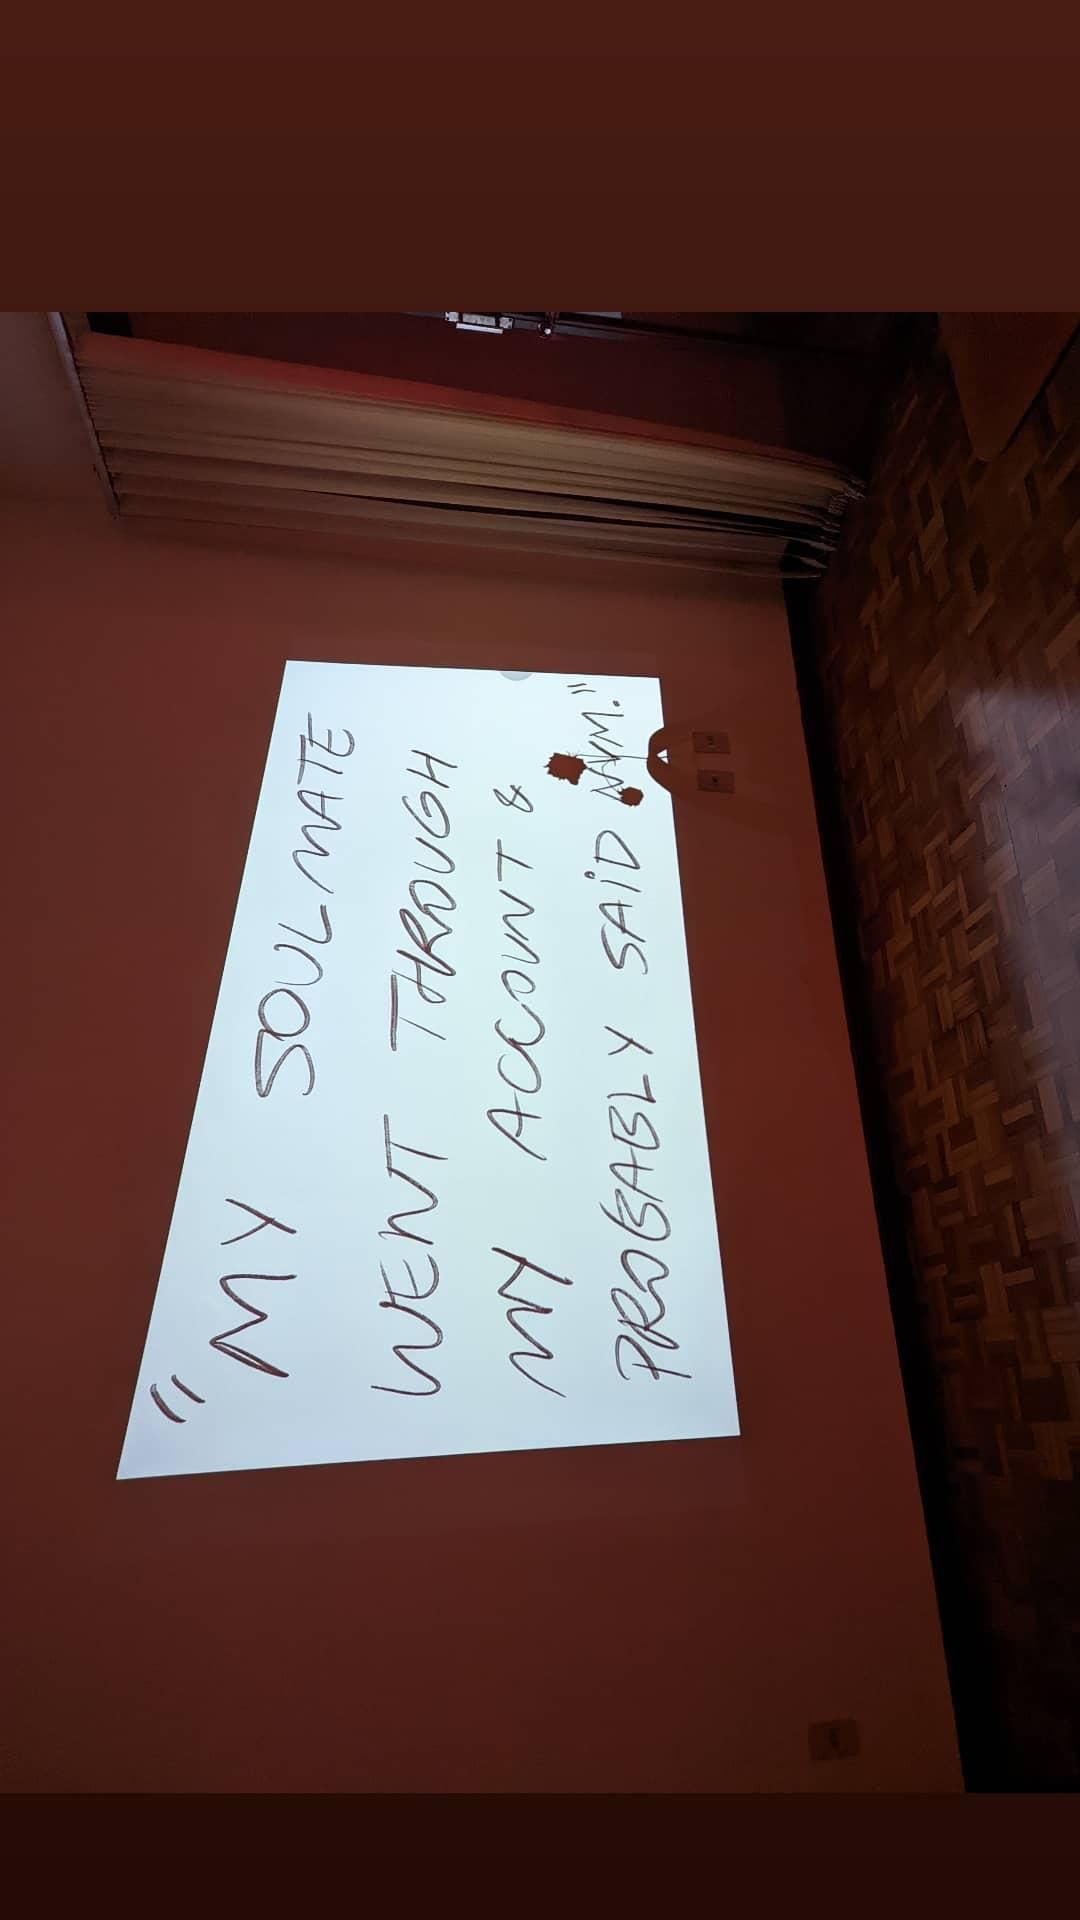 "MY SOULMATE
WENT THROUGH
MY ACCOUNT &
PROBABLY SAID NVM."